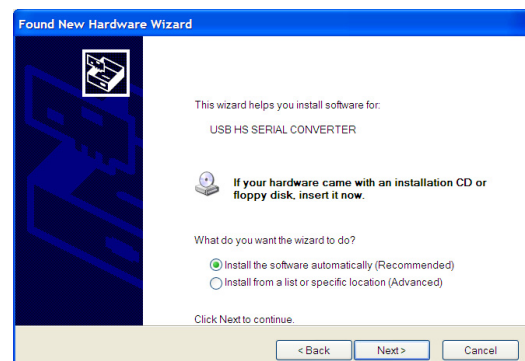 Found New Hardware Wizard
This wizard helps you install software for:
USB HS SERIAL CONVERTER
If your hardware came with an installation CD or
floppy disk, insert it now.
What do you want the wizard to do?
Install the software automatically (Recommended)
Install from a list or specific location (Advanced)
Click Next to continue.
< Back Next > Cancel